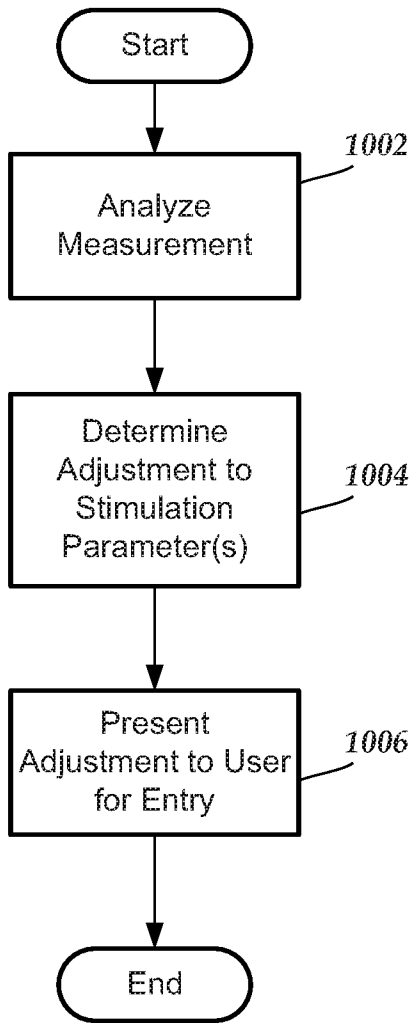 Start
1002
Analyze
Measurement
Determine
Adjustment to
Stimulation
Parameter(s)
1004
Present
Adjustment to User
for Entry
1006
End